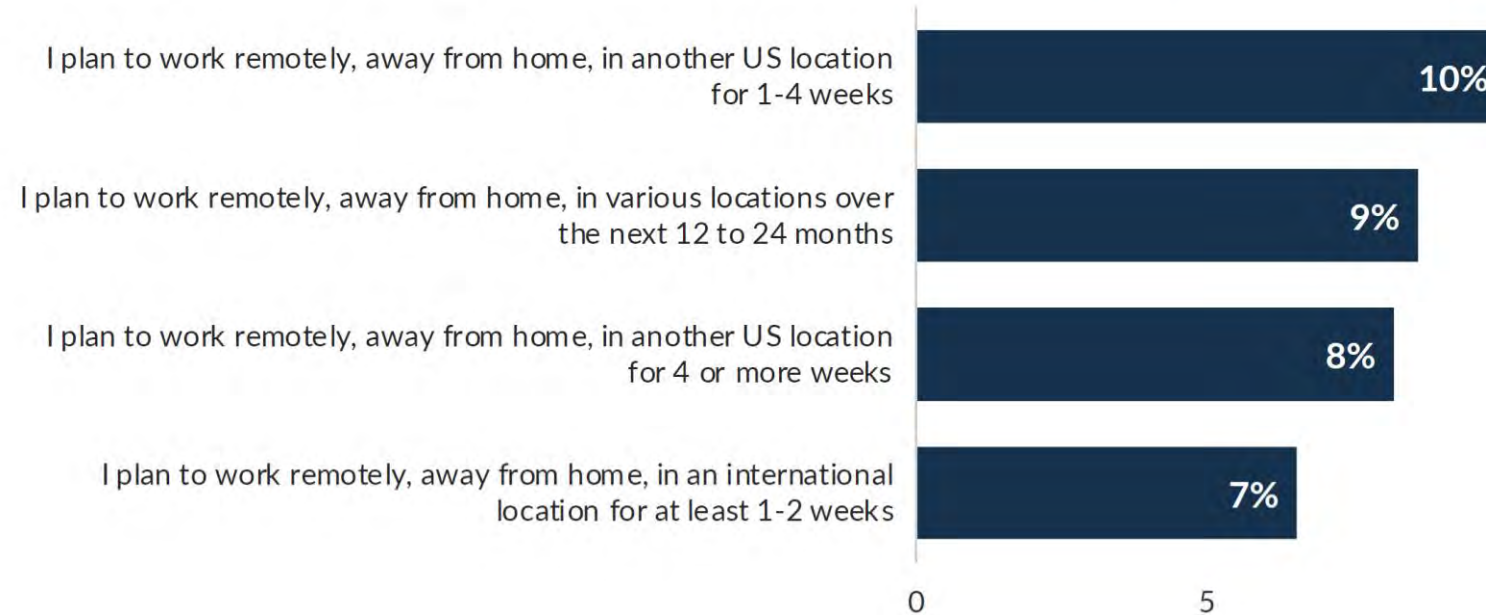 I plan to work remotely, away from home, in another US location
for 1-4 weeks
10%
I plan to work remotely, away from home, in various locations over
the next 12 to 24 months
9%
I plan to work remotely, away from home, in another US location
for 4 or more weeks
8%
I plan to work remotely, away from home, in an international
location for at least 1-2 weeks
7%
0 5